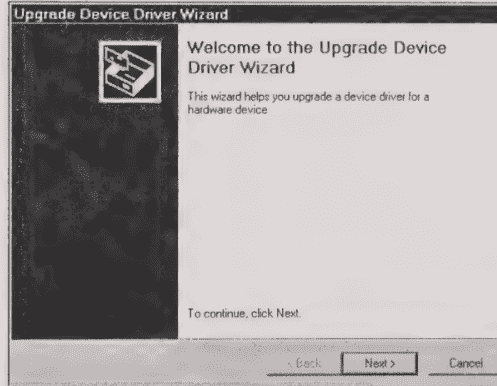 Upgrade Device Driver Wizard
Welcome to the Upgrade Device
Driver Wizard
This wizard helps you upgrade a device driver for a
hardware device
To continue, click Next.
< Back
Next >
Cancel